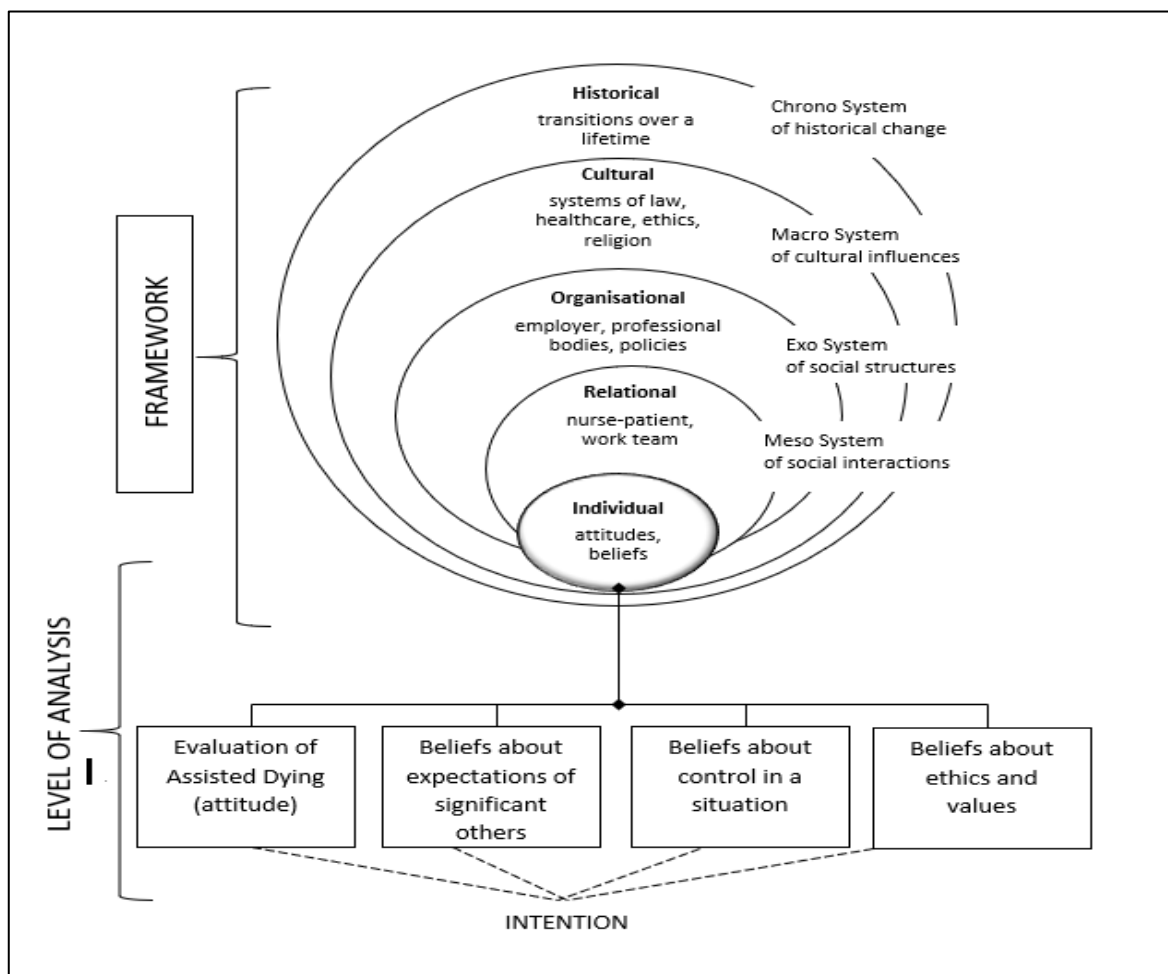 Historical
transitions over a
lifetime
Chrono System
of historical change
Cultural
systems of law,
healthcare, ethics,
religion
Macro System
of cultural influences
Organisational
employer, professional
bodies, policies
Exo System
of social structures
Relational
nurse-patient,
work team
Meso System
of social interactions
Individual
attitudes,
beliefs
FRAMEWORK
LEVEL OF ANALYSIS
Evaluation of
Assisted Dying
(attitude)
Beliefs about
expectations of
significant
others
Beliefs about
control in a
situation
Beliefs about
ethics and
values
INTENTION